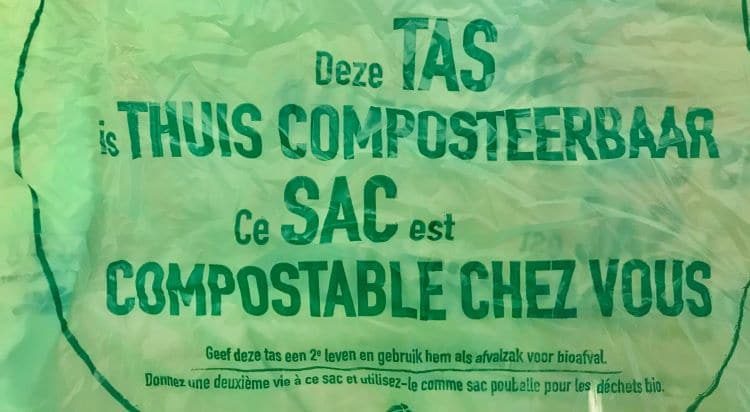 Deze TAS
is THUIS COMPOSTEERBAAR
Ce SAC est
COMPOSTABLE CHEZ VOUS
Geef deze tas een 2e leven en gebruik hem als afvalzak voor bioafval.
Donnez une deuxième vie à ce sac et utilisez-le comme sac poubelle pour les déchets bio.